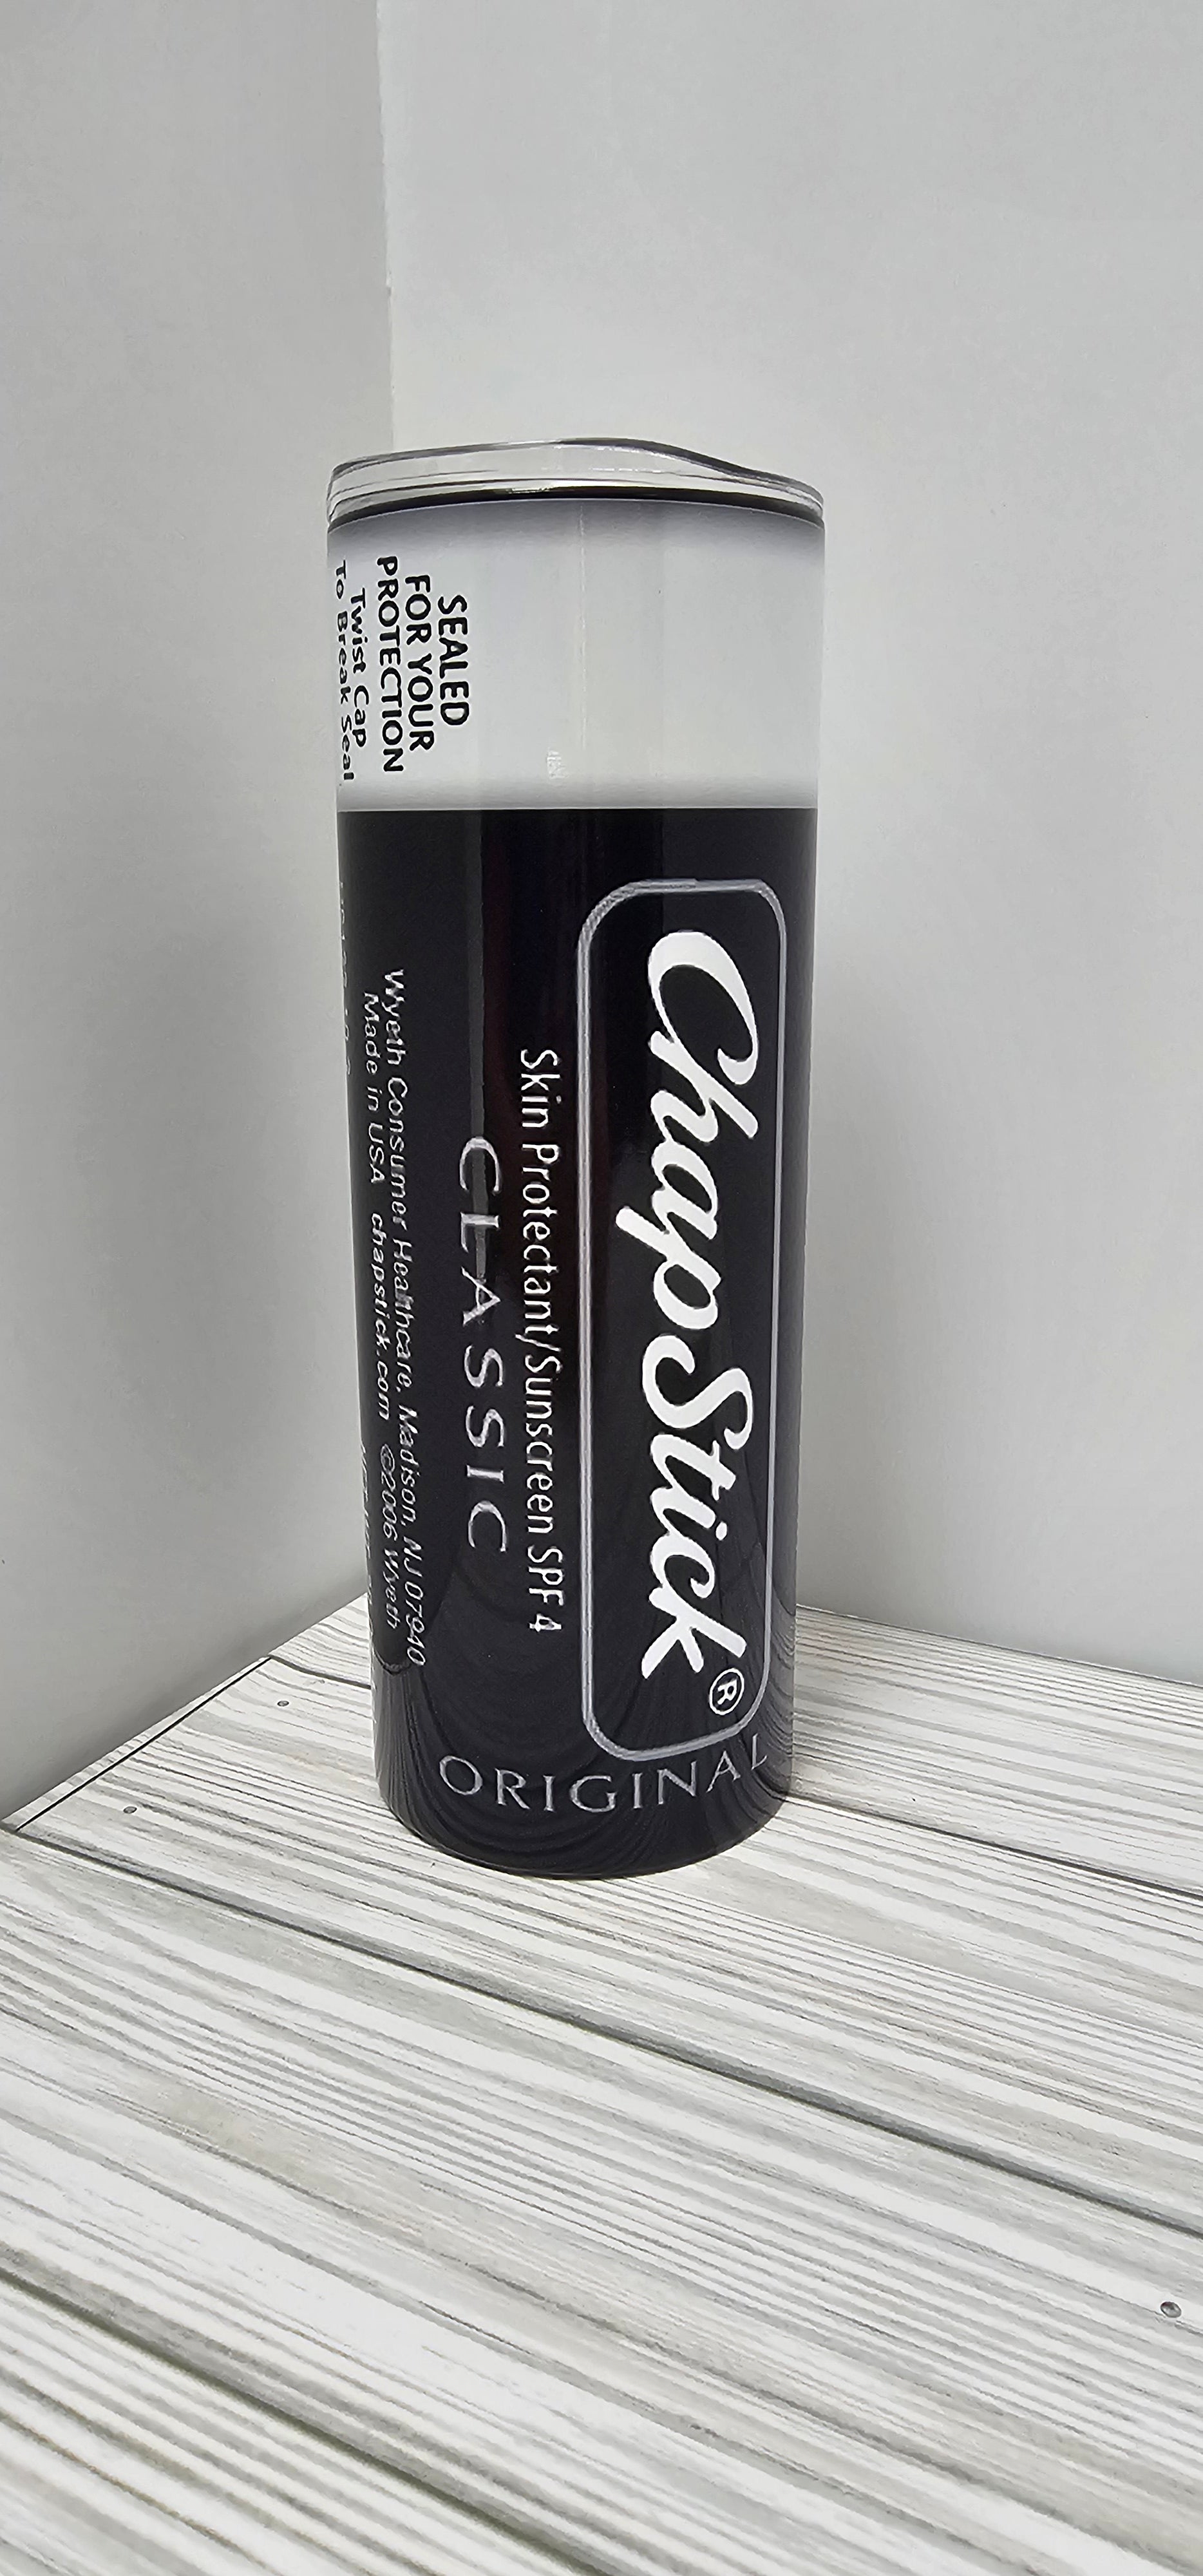 SEALED
FOR YOUR
PROTECTION
Twist Cap
To Break Seal
ChapStick®
Skin Protectant/Sunscreen SPF 4
CLASSIC
Wyeth Consumer Healthcare, Madison, NJ 07940
Made in USA chapstick.com ©2006 Wyeth
ORIGINAL